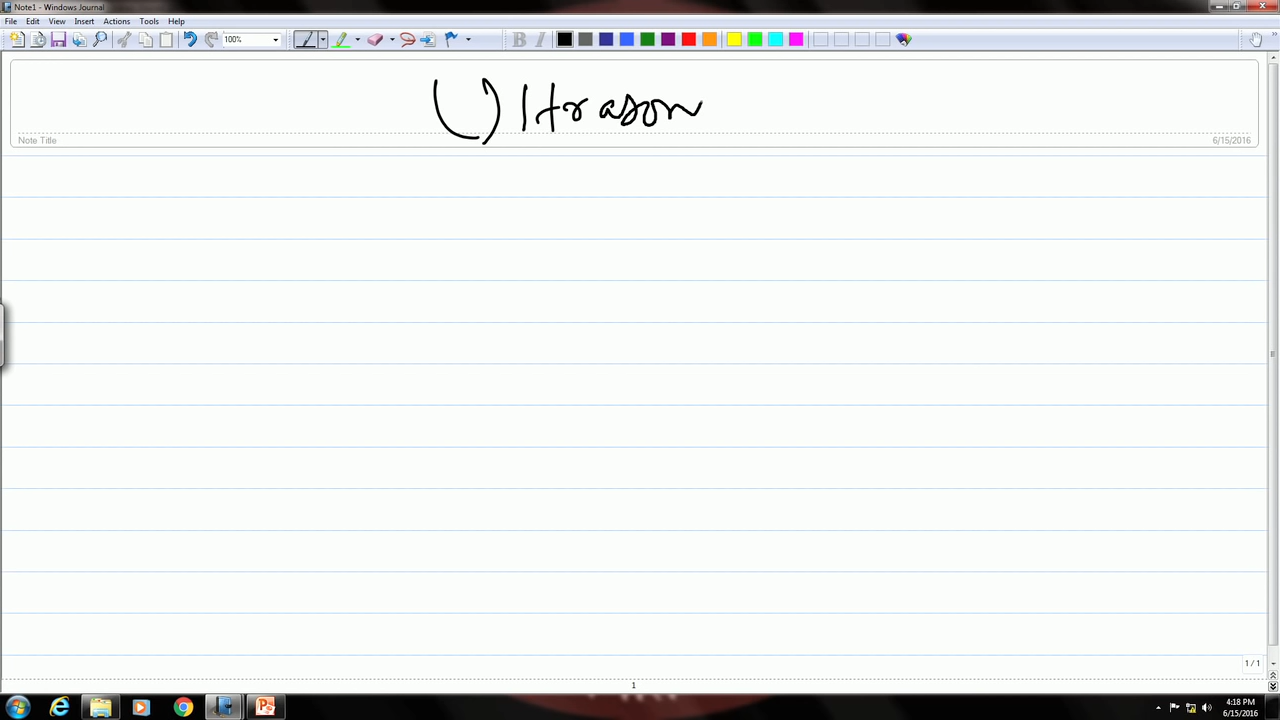 Note1 - Windows Journal
File Edit View Insert Actions Tools Help
100% B I
Note Title
6/15/2016
1 / 1
1
4:18 PM
6/15/2016